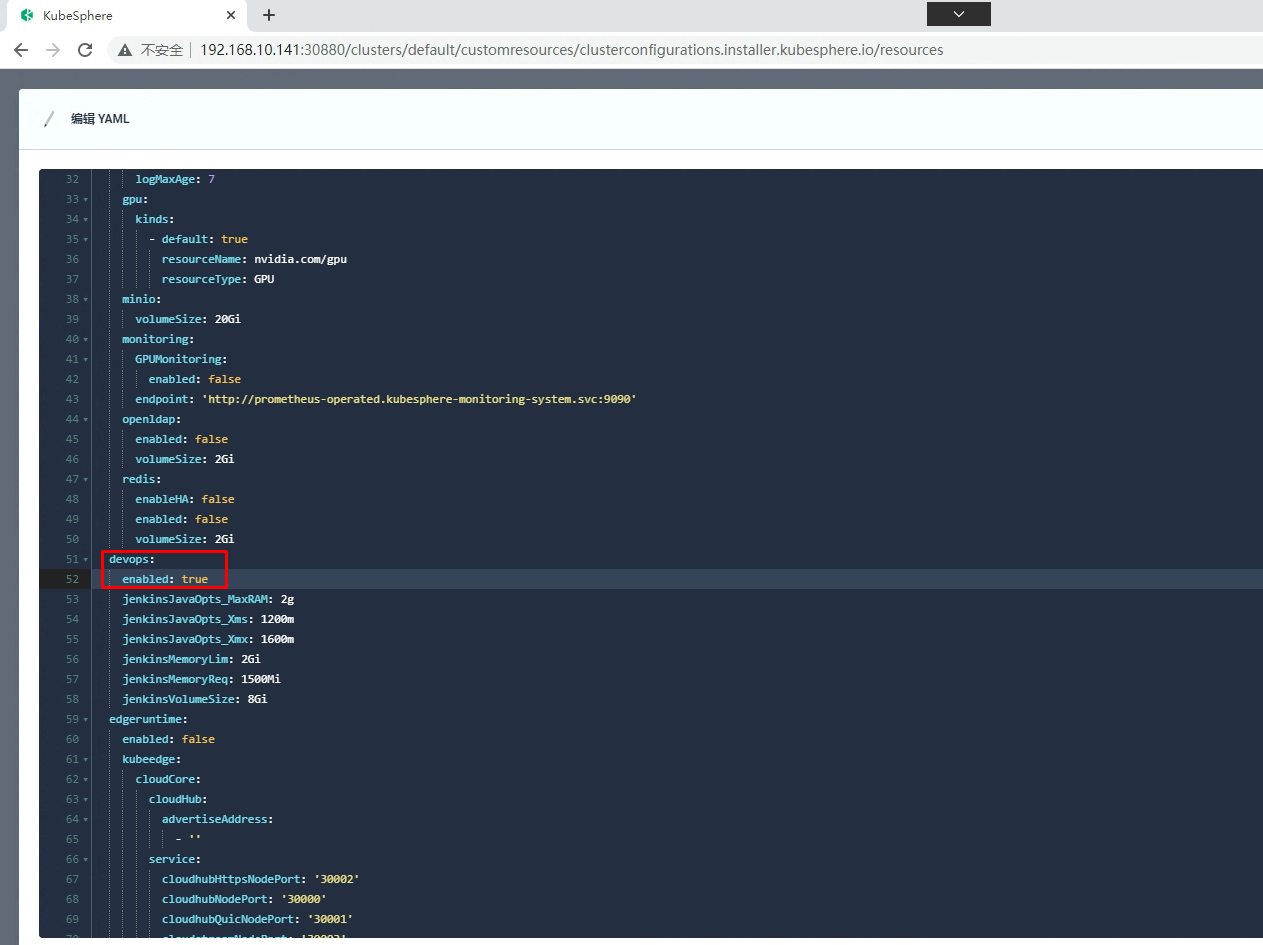 KubeSphere
不安全 192.168.10.141:30880/clusters/default/customresources/clusterconfigurations.installer.kubesphere.io/resources
编辑 YAML
32 logMaxAge: 7
33 gpu:
34 kinds:
35 - default: true
36 resourceName: nvidia.com/gpu
37 resourceType: GPU
38 minio:
39 volumeSize: 20Gi
40 monitoring:
41 GPUMonitoring:
42 enabled: false
43 endpoint: 'http://prometheus-operated.kubesphere-monitoring-system.svc:9090'
44 openldap:
45 enabled: false
46 volumeSize: 2Gi
47 redis:
48 enableHA: false
49 enabled: false
50 volumeSize: 2Gi
51 devops:
52 enabled: true
53 jenkinsJavaOpts_MaxRAM: 2g
54 jenkinsJavaOpts_Xms: 1200m
55 jenkinsJavaOpts_Xmx: 1600m
56 jenkinsMemoryLim: 2Gi
57 jenkinsMemoryReq: 1500Mi
58 jenkinsVolumeSize: 8Gi
59 edgeruntime:
60 enabled: false
61 kubeedge:
62 cloudCore:
63 cloudHub:
64 advertiseAddress:
65 - ''
66 service:
67 cloudhubHttpsNodePort: '30002'
68 cloudhubNodePort: '30000'
69 cloudhubQuicNodePort: '30001'